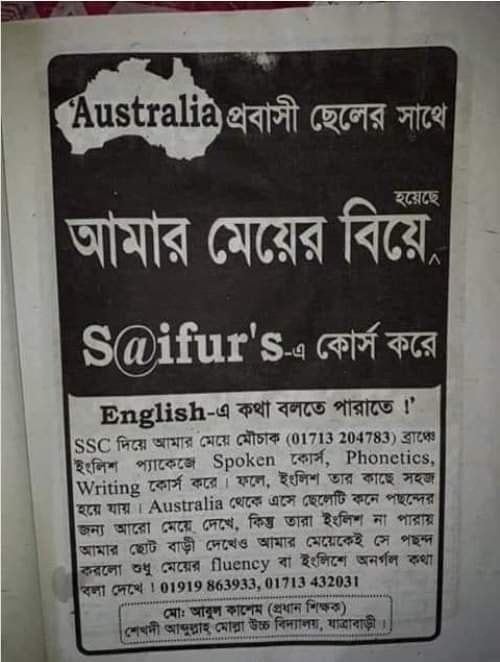 'Australia প্রবাসী ছেলের সাথে
হয়েছে
আমার মেয়ের বিয়ে^
S@ifur's-এ কোর্স করে
English-এ কথা বলতে পারাতে !'
SSC দিয়ে আমার মেয়ে মৌচাক (01713 204783) ব্রাঞ্চে
ইংলিশ প্যাকেজে Spoken কোর্স, Phonetics,
Writing কোর্স করে । ফলে, ইংলিশ তার কাছে সহজ
হয়ে যায় । Australia থেকে এসে ছেলেটি কনে পছন্দের
জন্য আরো মেয়ে দেখে, কিন্তু তারা ইংলিশ না পারায়
আমার ছোট বাড়ী দেখেও আমার মেয়েকেই সে পছন্দ
করলো শুধু মেয়ের fluency বা ইংলিশে অনর্গল কথা
বলা দেখে ! 01919 863933, 01713 432031
মো: আবুল কাশেম (প্রধান শিক্ষক)
শেখদী আব্দুল্লাহ্ মোল্লা উচ্চ বিদ্যালয়, যাত্রাবাড়ী ।